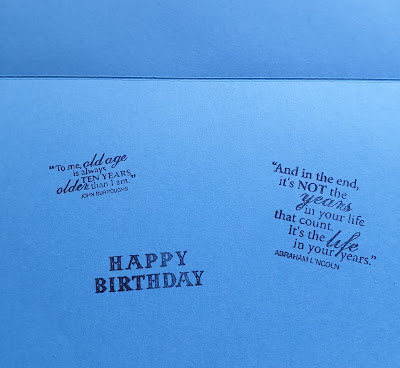 “To me, old age
is always
TEN YEARS
older than I am.”
JOHN BURROUGHS
“And in the end,
it's NOT the
years
in your life
that count.
It's the life
in your years.”
ABRAHAM LINCOLN
HAPPY
BIRTHDAY